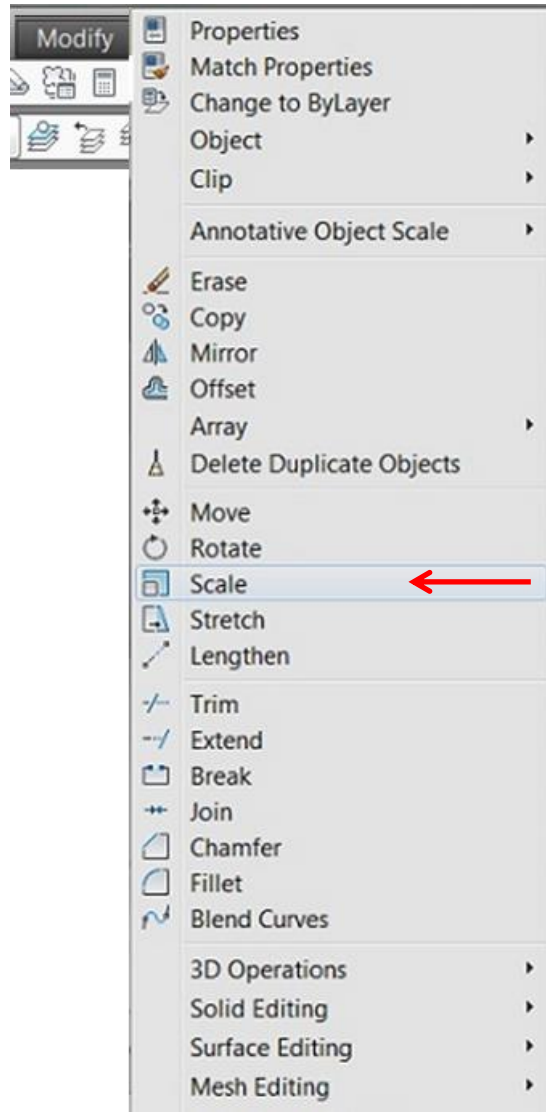 Modify
Properties
Match Properties
Change to ByLayer
Object
Clip
Annotative Object Scale
Erase
Copy
Mirror
Offset
Array
Delete Duplicate Objects
Move
Rotate
Scale
Stretch
Lengthen
Trim
Extend
Break
Join
Chamfer
Fillet
Blend Curves
3D Operations
Solid Editing
Surface Editing
Mesh Editing